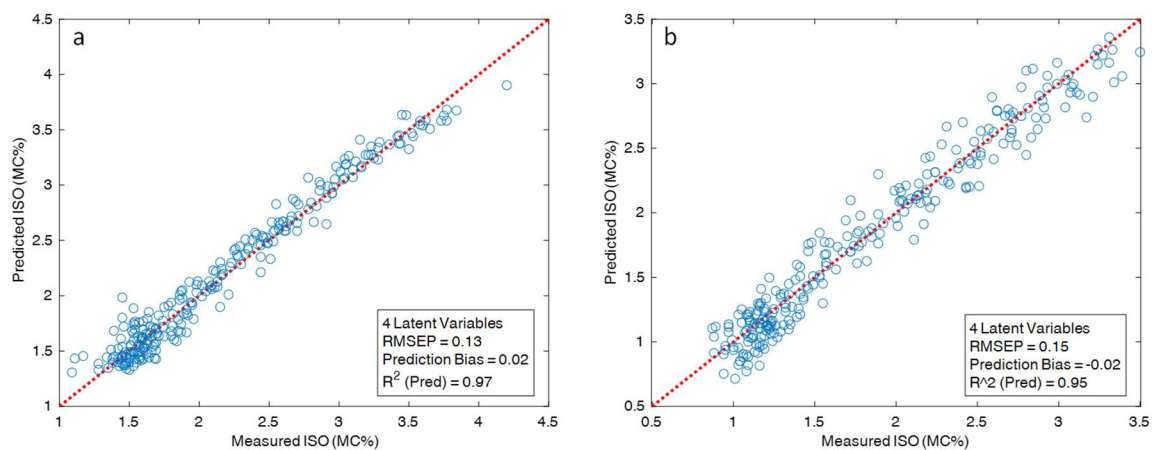 a
4.5
4
3.5
3
2.5
2
1.5
1
Predicted ISO (MC%)
4 Latent Variables
RMSEP = 0.13
Prediction Bias = 0.02
R² (Pred) = 0.97
1 1.5 2 2.5 3 3.5 4 4.5
Measured ISO (MC%)
b
3.5
3
2.5
2
1.5
1
0.5
Predicted ISO (MC%)
4 Latent Variables
RMSEP = 0.15
Prediction Bias = -0.02
R^2 (Pred) = 0.95
0.5 1 1.5 2 2.5 3 3.5
Measured ISO (MC%)